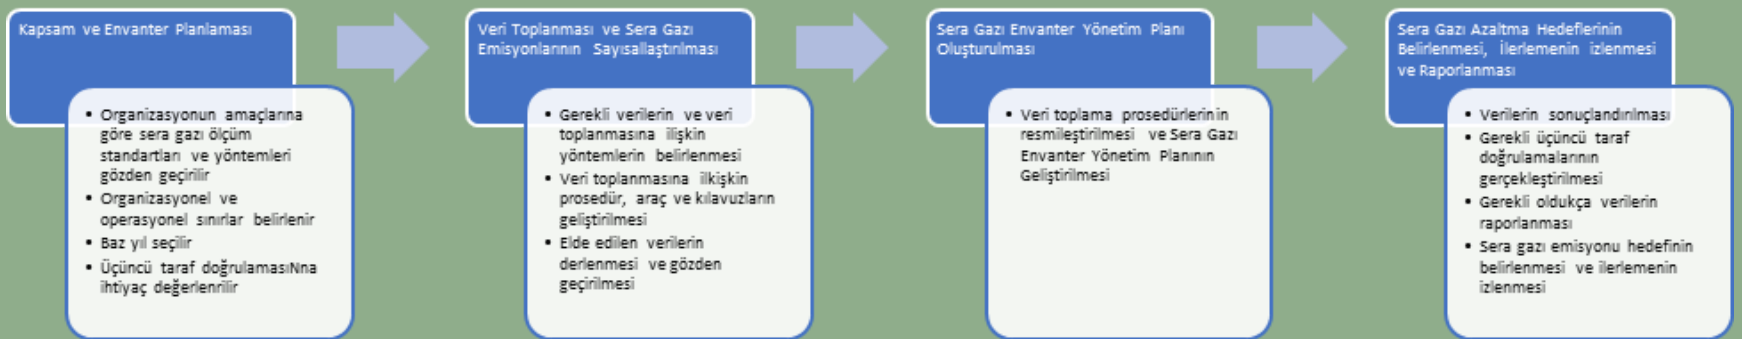 Kapsam ve Envanter Planlaması
• Organizasyonun amaçlarına
göre sera gazı ölçüm
standartları ve yöntemleri
gözden geçirilir
• Organizasyonel ve
operasyonel sınırlar belirlenir
• Baz yıl seçilir
• Üçüncü taraf doğrulamasıNna
ihtiyaç değerlenrilir
Veri Toplanması ve Sera Gazı
Emisyonlarının Sayısallaştırılması
• Gerekli verilerin ve veri
toplanmasına ilişkin
yöntemlerin belirlenmesi
• Veri toplanmasına ilkişkin
prosedür, araç ve kılavuzların
geliştirilmesi
• Elde edilen verilerin
derlenmesi ve gözden
geçirilmesi
Sera Gazı Envanter Yönetim Planı
Oluşturulması
• Veri toplama prosedürlerinin
resmileştirilmesi ve Sera Gazı
Envanter Yönetim Planının
Geliştirilmesi
Sera Gazı Azaltma Hedeflerinin
Belirlenmesi, İlerlemenin izlenmesi
ve Raporlanması
• Verilerin sonuçlandırılması
• Gerekli üçüncü taraf
doğrulamalarının
gerçekleştirilmesi
• Gerekli oldukça verilerin
raporlanması
• Sera gazı emisyonu hedefinin
belirlenmesi ve ilerlemenin
izlenmesi